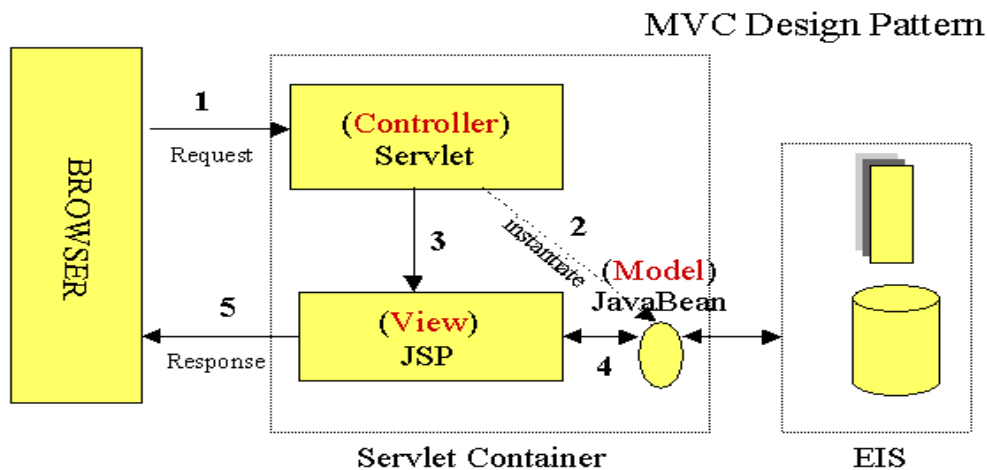 MVC Design Pattern
BROWSER
1
Request
(Controller)
Servlet
2
instantiate
3
(Model)
JavaBean
(View)
JSP
4
5
Response
Servlet Container
EIS